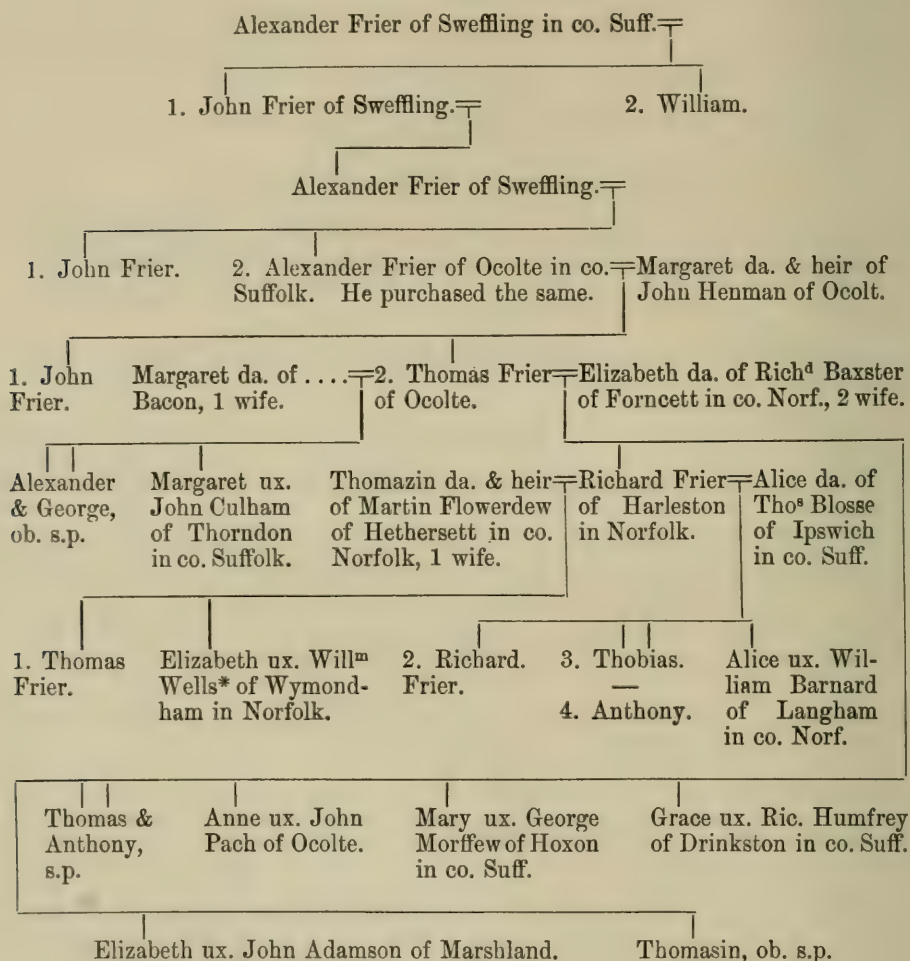 Alexander Frier of Sweffling in co. Suff.
1. John Frier of Sweffling. 2. William.
Alexander Frier of Sweffling.
1. John Frier. 2. Alexander Frier of Ocolte in co. Suffolk. He purchased the same. Margaret da. & heir of John Henman of Ocolt.
1. John Frier. Margaret da. of .... Bacon, 1 wife. 2. Thomas Frier of Ocolte. Elizabeth da. of Richᵈ Baxster of Forncett in co. Norf., 2 wife.
Alexander & George, ob. s.p.
Margaret ux. John Culham of Thorndon in co. Suffolk.
Thomazin da. & heir of Martin Flowerdew of Hethersett in co. Norfolk, 1 wife.
Richard Frier of Harleston in Norfolk.
Alice da. of Thoˢ Blosse of Ipswich in co. Suff.
1. Thomas Frier.
Elizabeth ux. Willᵐ Wells* of Wymond-
ham in Norfolk.
2. Richard. Frier.
3. Thobias.
—
4. Anthony.
Alice ux. Wil-
liam Barnard of Langham in co. Norf.
Thomas & Anthony, s.p.
Anne ux. John Pach of Ocolte.
Mary ux. George Morffew of Hoxon in co. Suff.
Grace ux. Ric. Humfrey of Drinkston in co. Suff.
Elizabeth ux. John Adamson of Marshland. Thomasin, ob. s.p.